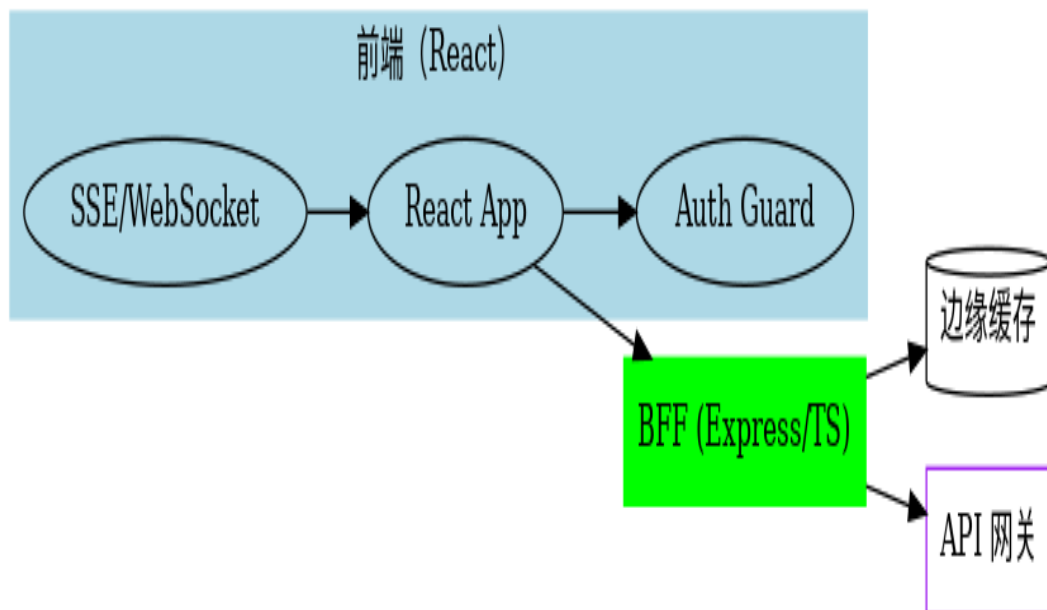 前端 (React)
SSE/WebSocket
React App
Auth Guard
边缘缓存
BFF (Express/TS)
API 网关